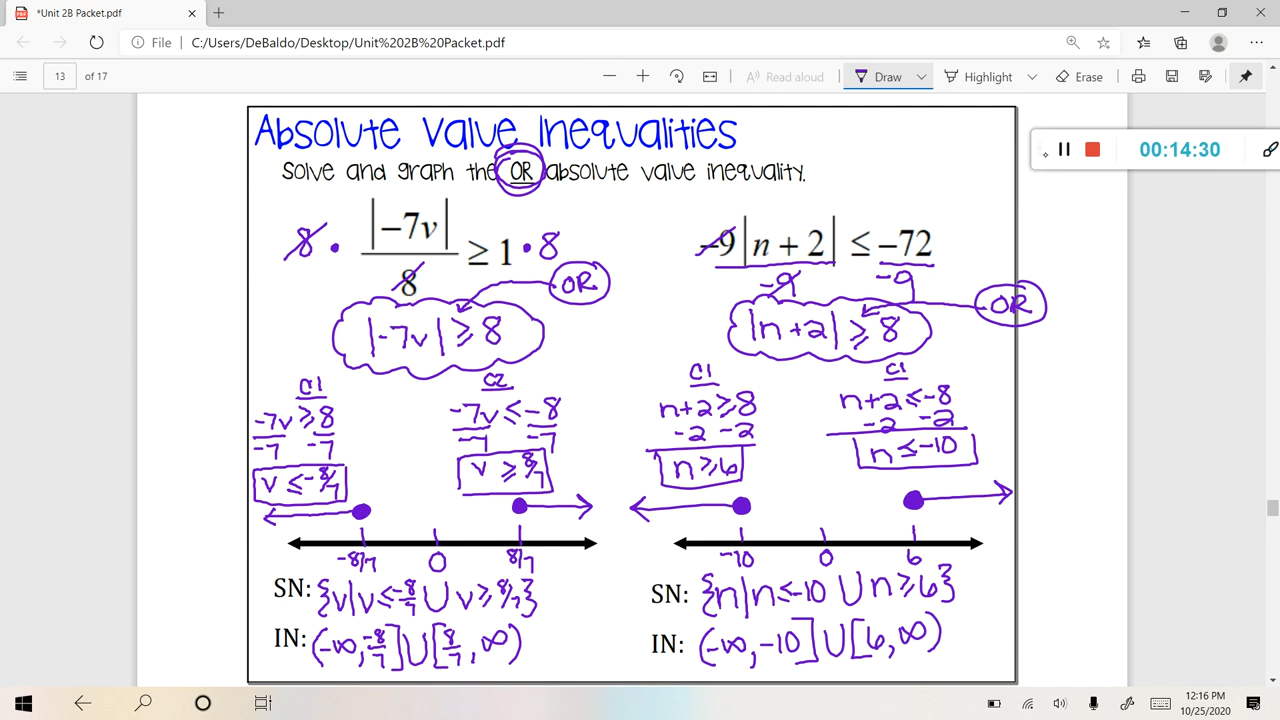 *Unit 2B Packet.pdf
File C:/Users/DeBaldo/Desktop/Unit%202B%20Packet.pdf
13 of 17 Read aloud Draw Highlight Erase
00:14:30
Absolute Value Inequalities
Solve and graph the OR absolute value inequality.
8 · |−7v| / 8 ≥ 1 · 8
OR
|-7v| ≥ 8
C1
-7v ≥ 8
-7 -7
v ≤ -8/7
C2
-7v ≤ -8
-7 -7
v ≥ 8/7
-8/7 0 8/7
SN: {v|v ≤ -8/7 ∪ v ≥ 8/7}
IN: (-∞, -8/7] ∪ [8/7, ∞)
−9|n + 2| ≤ −72
-9 -9
OR
|n+2| ≥ 8
C1
n+2 ≥ 8
-2 -2
n ≥ 6
C1
n+2 ≤ -8
-2 -2
n ≤ -10
-10 0 6
SN: {n|n ≤ -10 ∪ n ≥ 6}
IN: (-∞, -10] ∪ [6, ∞)
12:16 PM
10/25/2020